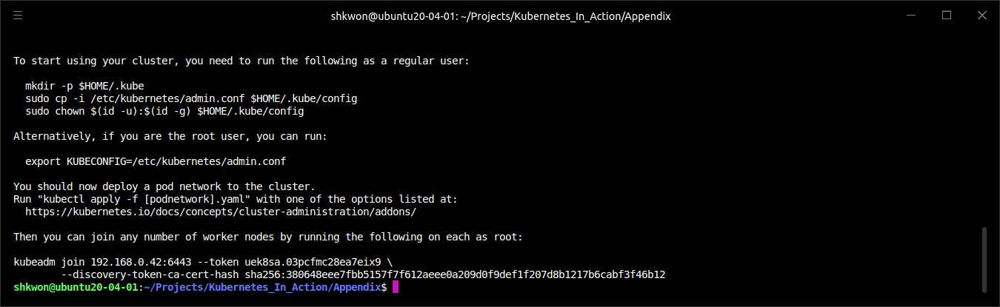 shkwon@ubuntu20-04-01: ~/Projects/Kubernetes_In_Action/Appendix
To start using your cluster, you need to run the following as a regular user:
mkdir -p $HOME/.kube
sudo cp -i /etc/kubernetes/admin.conf $HOME/.kube/config
sudo chown $(id -u):$(id -g) $HOME/.kube/config
Alternatively, if you are the root user, you can run:
export KUBECONFIG=/etc/kubernetes/admin.conf
You should now deploy a pod network to the cluster.
Run "kubectl apply -f [podnetwork].yaml" with one of the options listed at:
https://kubernetes.io/docs/concepts/cluster-administration/addons/
Then you can join any number of worker nodes by running the following on each as root:
kubeadm join 192.168.0.42:6443 --token uek8sa.03pcfmc28ea7eix9 \
--discovery-token-ca-cert-hash sha256:380648eee7fbb5157f7f612aeee0a209d0f9def1f207d8b1217b6cabf3f46b12
shkwon@ubuntu20-04-01:~/Projects/Kubernetes_In_Action/Appendix$